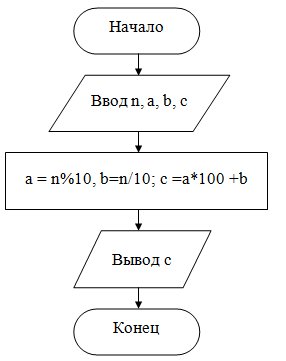 Начало
Ввод n, a, b, c
a = n%10, b=n/10; c =a*100 +b
Вывод c
Конец